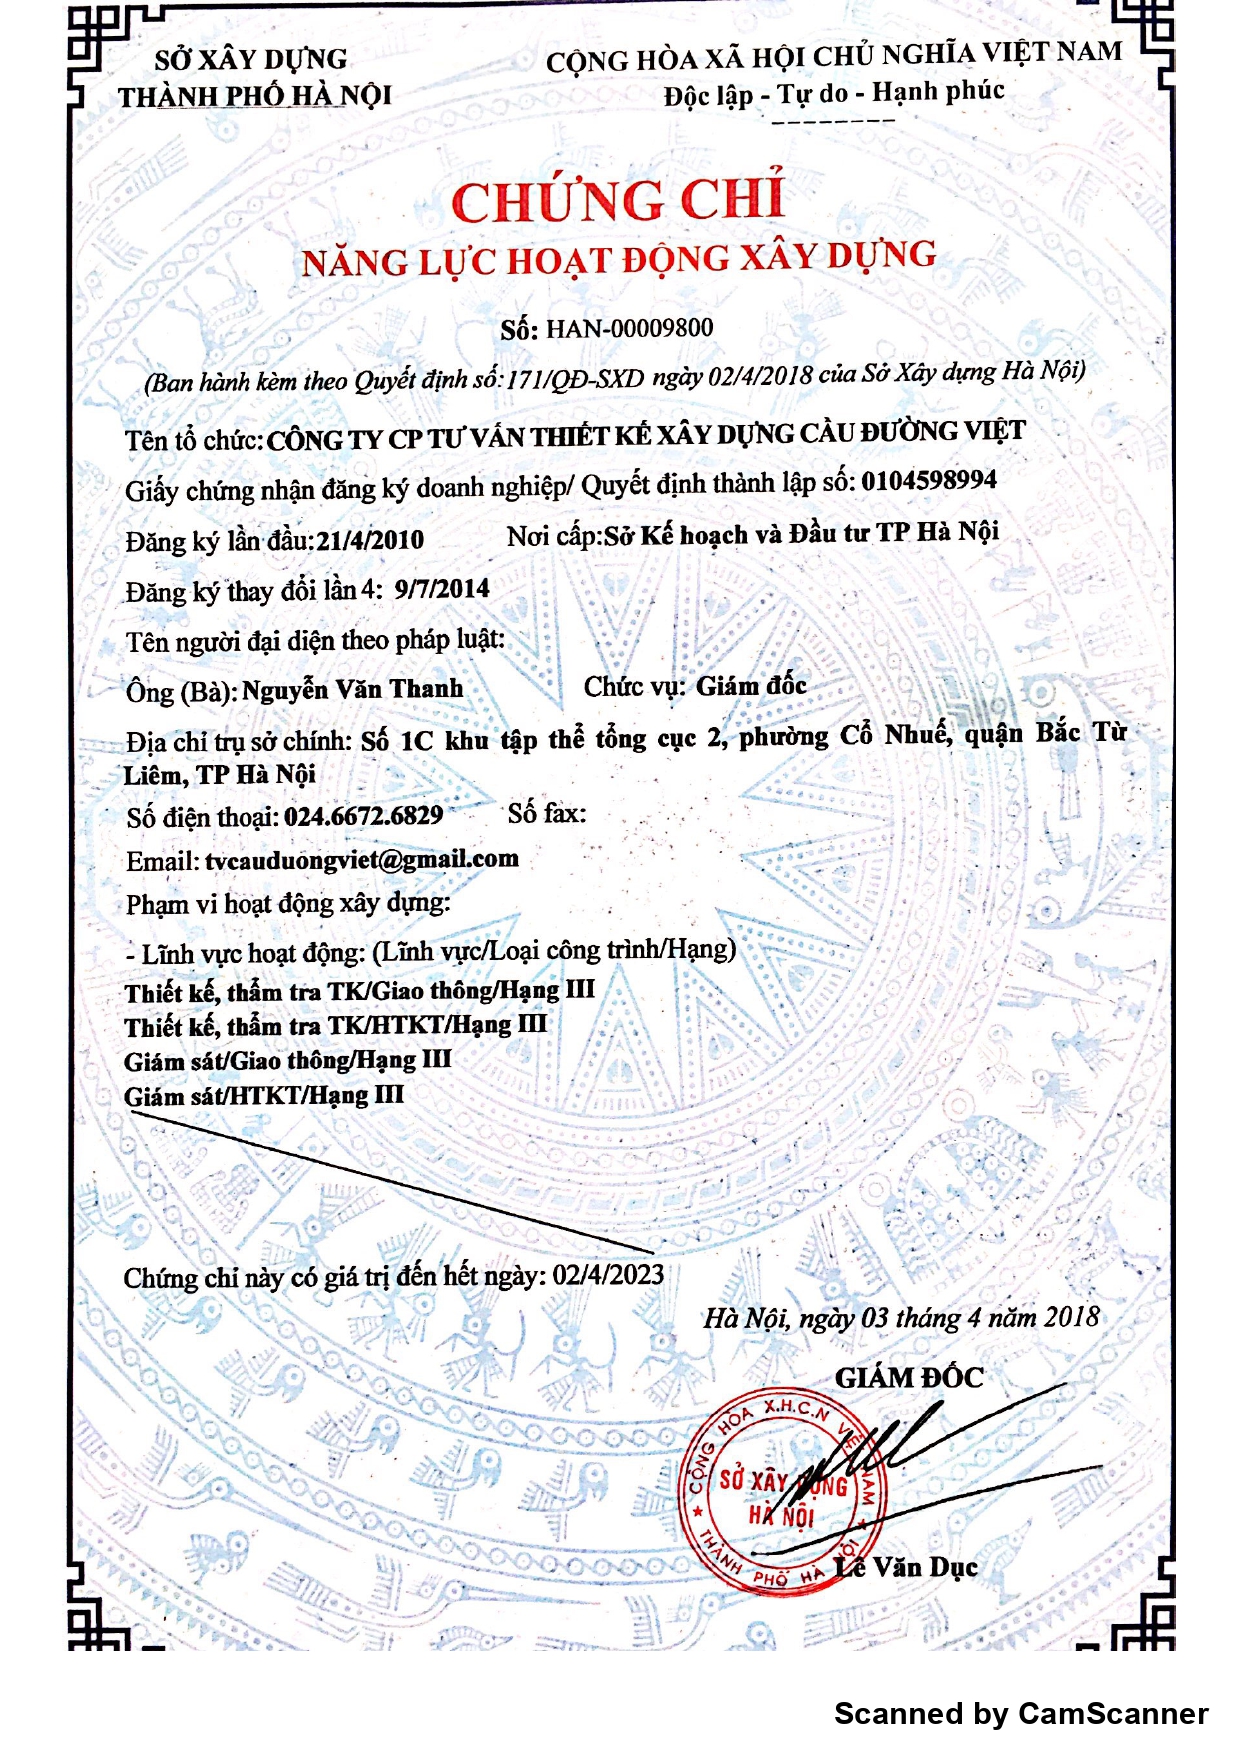 SỞ XÂY DỰNG
THÀNH PHỐ HÀ NỘI
CỘNG HÒA XÃ HỘI CHỦ NGHĨA VIỆT NAM
Độc lập - Tự do - Hạnh phúc
--------
CHỨNG CHỈ
NĂNG LỰC HOẠT ĐỘNG XÂY DỰNG
Số: HAN-00009800
(Ban hành kèm theo Quyết định số:171/QĐ-SXD ngày 02/4/2018 của Sở Xây dựng Hà Nội)
Tên tổ chức:CÔNG TY CP TƯ VẤN THIẾT KẾ XÂY DỰNG CẦU ĐƯỜNG VIỆT
Giấy chứng nhận đăng ký doanh nghiệp/ Quyết định thành lập số: 0104598994
Đăng ký lần đầu:21/4/2010 Nơi cấp:Sở Kế hoạch và Đầu tư TP Hà Nội
Đăng ký thay đổi lần 4: 9/7/2014
Tên người đại diện theo pháp luật:
Ông (Bà): Nguyễn Văn Thanh Chức vụ: Giám đốc
Địa chỉ trụ sở chính: Số 1C khu tập thể tổng cục 2, phường Cổ Nhuế, quận Bắc Từ
Liêm, TP Hà Nội
Số điện thoại: 024.6672.6829 Số fax:
Email: tvcauduongviet@gmail.com
Phạm vi hoạt động xây dựng:
- Lĩnh vực hoạt động: (Lĩnh vực/Loại công trình/Hạng)
Thiết kế, thẩm tra TK/Giao thông/Hạng III
Thiết kế, thẩm tra TK/HTKT/Hạng III
Giám sát/Giao thông/Hạng III
Giám sát/HTKT/Hạng III
Chứng chỉ này có giá trị đến hết ngày: 02/4/2023
Hà Nội, ngày 03 tháng 4 năm 2018
GIÁM ĐỐC
CỘNG HÒA X.H.C.N VIỆT NAM
SỞ XÂY DỰNG
HÀ NỘI
★ THÀNH PHỐ HÀ NỘI ★
Lê Văn Dục
Scanned by CamScanner